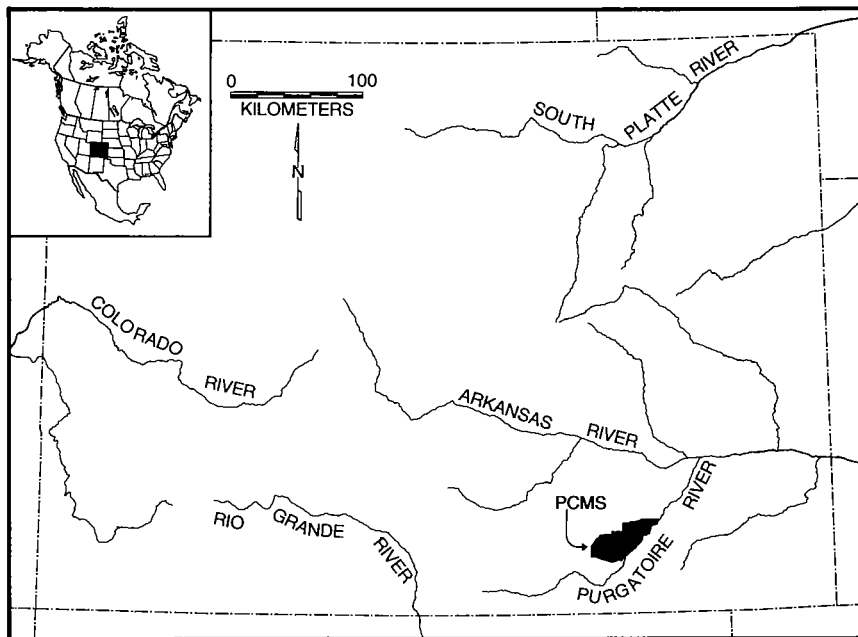 0 100
KILOMETERS
N
SOUTH PLATTE RIVER
COLORADO RIVER
ARKANSAS RIVER
PCMS
RIO GRANDE RIVER
PURGATOIRE RIVER